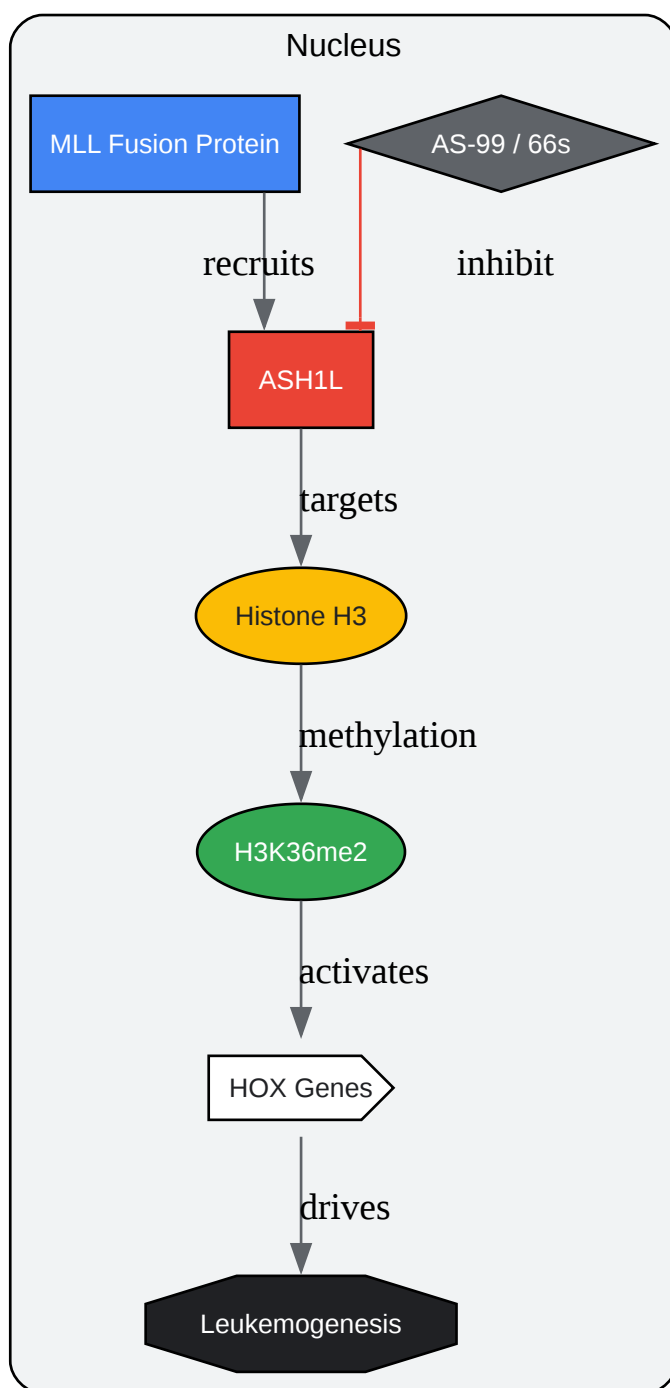 Nucleus
MLL Fusion Protein
AS-99 / 66s
recruits
inhibit
ASH1L
targets
Histone H3
methylation
H3K36me2
activates
HOX Genes
drives
Leukemogenesis